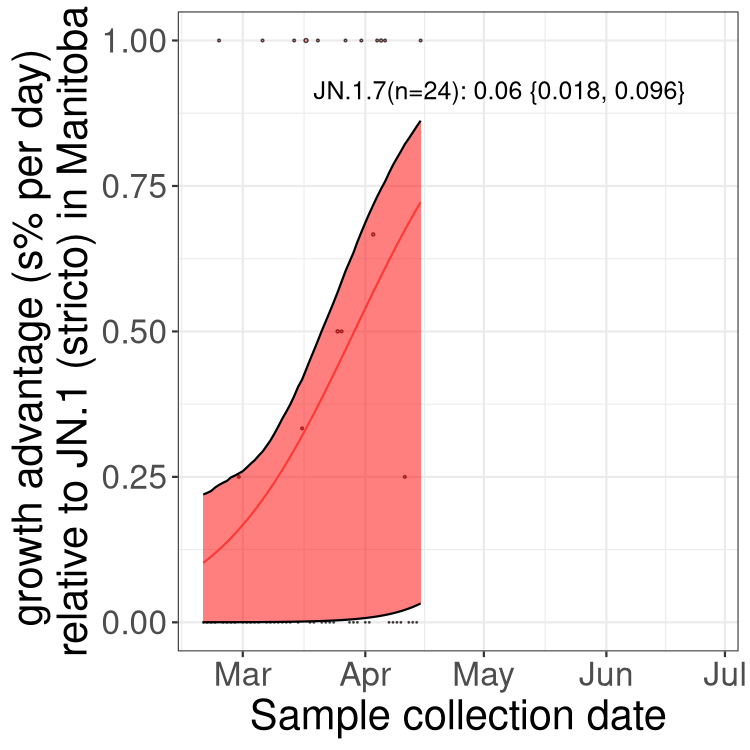 growth advantage (s% per day)
relative to JN.1 (stricto) in Manitoba
1.00
0.75
0.50
0.25
0.00
JN.1.7(n=24): 0.06 {0.018, 0.096}
Mar Apr May Jun Jul
Sample collection date